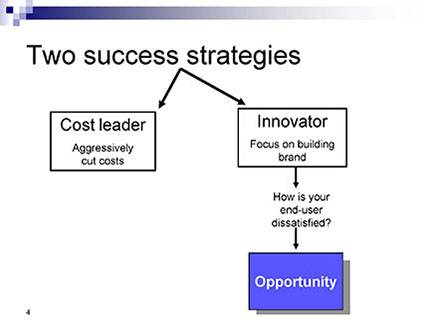 Two success strategies
Cost leader
Aggressively
cut costs
Innovator
Focus on building
brand
How is your
end-user
dissatisfied?
Opportunity
4